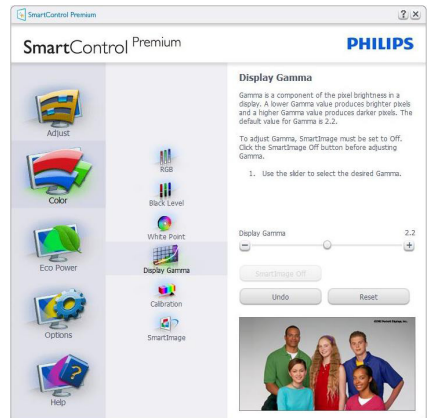 SmartControl Premium
? ×
SmartControl Premium
PHILIPS
Adjust
Color
Eco Power
Options
Help
RGB
Black Level
White Point
Display Gamma
Calibration
SmartImage
Display Gamma
Gamma is a component of the pixel brightness in a
display. A lower Gamma value produces brighter pixels
and a higher Gamma value produces darker pixels. The
default value for Gamma is 2.2.
To adjust Gamma, SmartImage must be set to Off.
Click the SmartImage Off button before adjusting
Gamma.
1. Use the slider to select the desired Gamma.
Display Gamma 2.2
SmartImage Off
Undo Reset